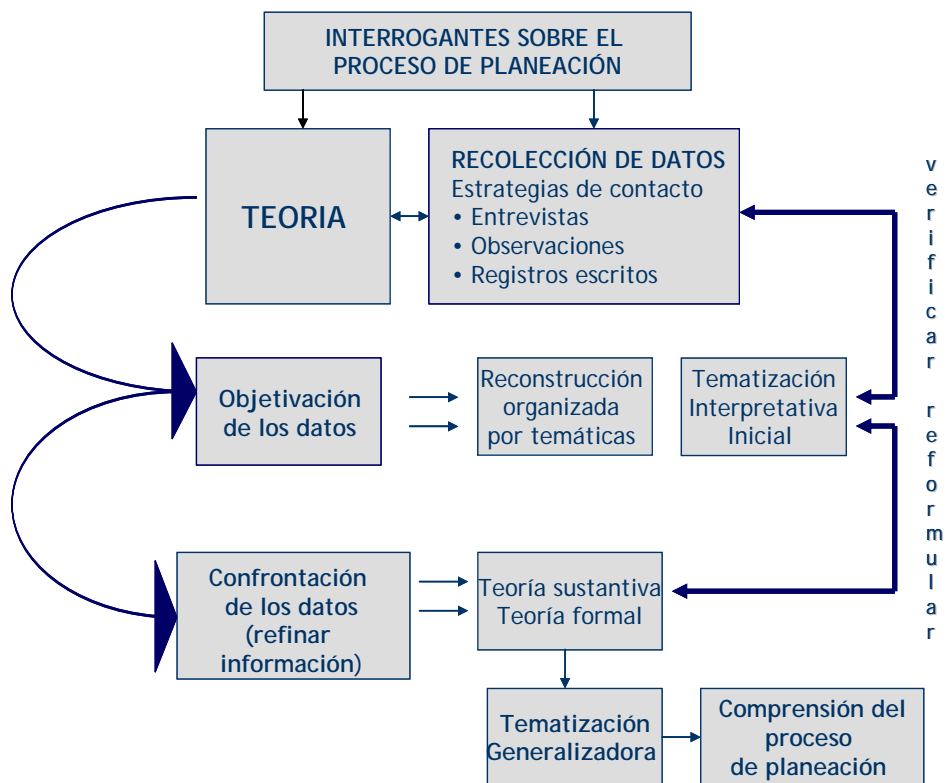 INTERROGANTES SOBRE EL
PROCESO DE PLANEACIÓN
TEORIA
RECOLECCIÓN DE DATOS
Estrategias de contacto
• Entrevistas
• Observaciones
• Registros escritos
verificar
Objetivación
de los datos
Reconstrucción
organizada
por temáticas
Tematización
Interpretativa
Inicial
reformular
Confrontación
de los datos
(refinar
información)
Teoría sustantiva
Teoría formal
Tematización
Generalizadora
Comprensión del
proceso
de planeación